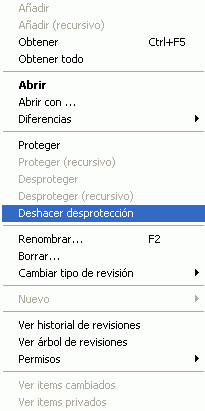 Añadir
Añadir (recursivo)
Obtener Ctrl+F5
Obtener todo
Abrir
Abrir con ...
Diferencias
Proteger
Proteger (recursivo)
Desproteger
Desproteger (recursivo)
Deshacer desprotección
Renombrar... F2
Borrar...
Cambiar tipo de revisión
Nuevo
Ver historial de revisiones
Ver árbol de revisiones
Permisos
Ver items cambiados
Ver items privados